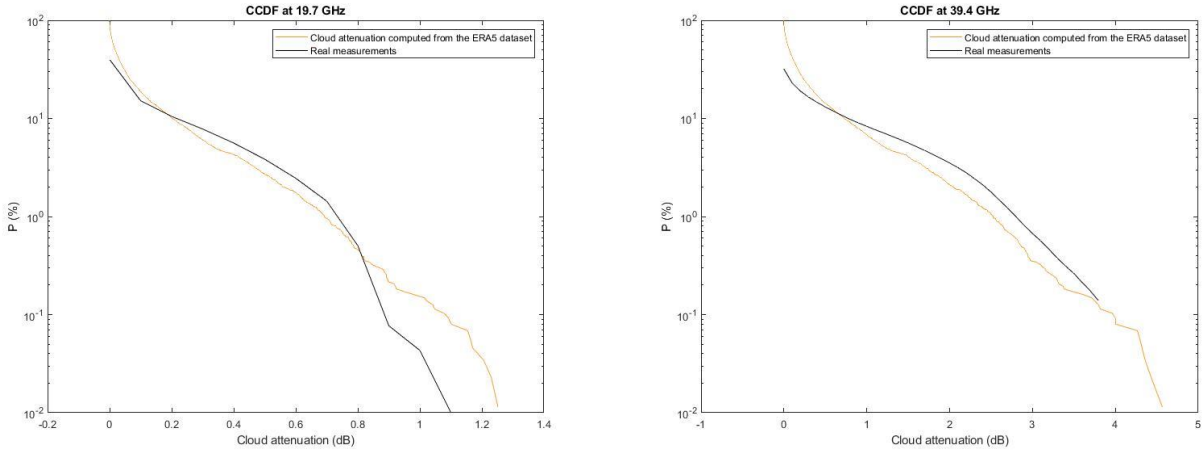 CCDF at 19.7 GHz
10^2
10^1
10^0
10^-1
10^-2
P (%)
Cloud attenuation computed from the ERA5 dataset
Real measurements
-0.2 0 0.2 0.4 0.6 0.8 1 1.2 1.4
Cloud attenuation (dB)
CCDF at 39.4 GHz
10^2
10^1
10^0
10^-1
10^-2
P (%)
Cloud attenuation computed from the ERA5 dataset
Real measurements
-1 0 1 2 3 4 5
Cloud attenuation (dB)